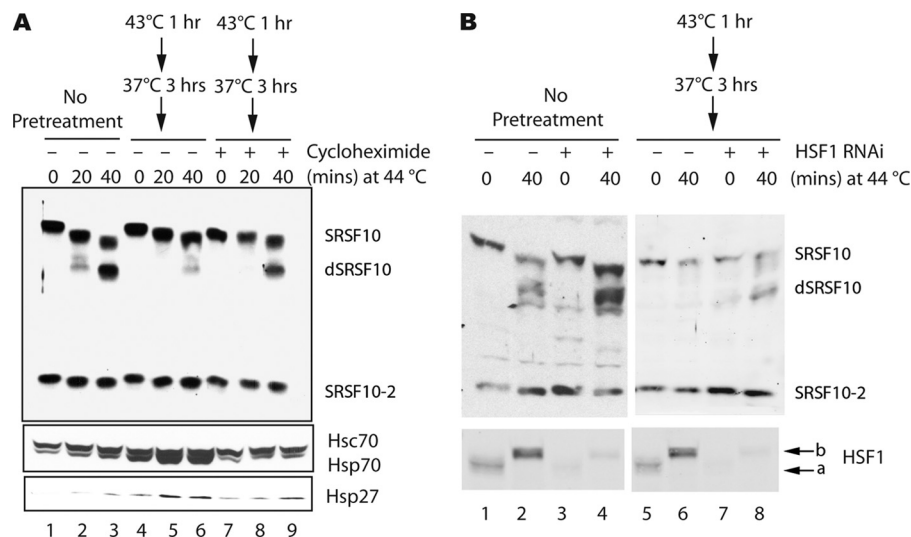 A
43°C 1 hr 43°C 1 hr
37°C 3 hrs 37°C 3 hrs
No
Pretreatment
− − − − − − + + + Cycloheximide
0 20 40 0 20 40 0 20 40 (mins) at 44 °C
SRSF10
dSRSF10
SRSF10-2
Hsc70
Hsp70
Hsp27
1 2 3 4 5 6 7 8 9
B
43°C 1 hr
37°C 3 hrs
No
Pretreatment
− − + + − − + + HSF1 RNAi
0 40 0 40 0 40 0 40 (mins) at 44 °C
SRSF10
dSRSF10
SRSF10-2
b
a
HSF1
1 2 3 4 5 6 7 8